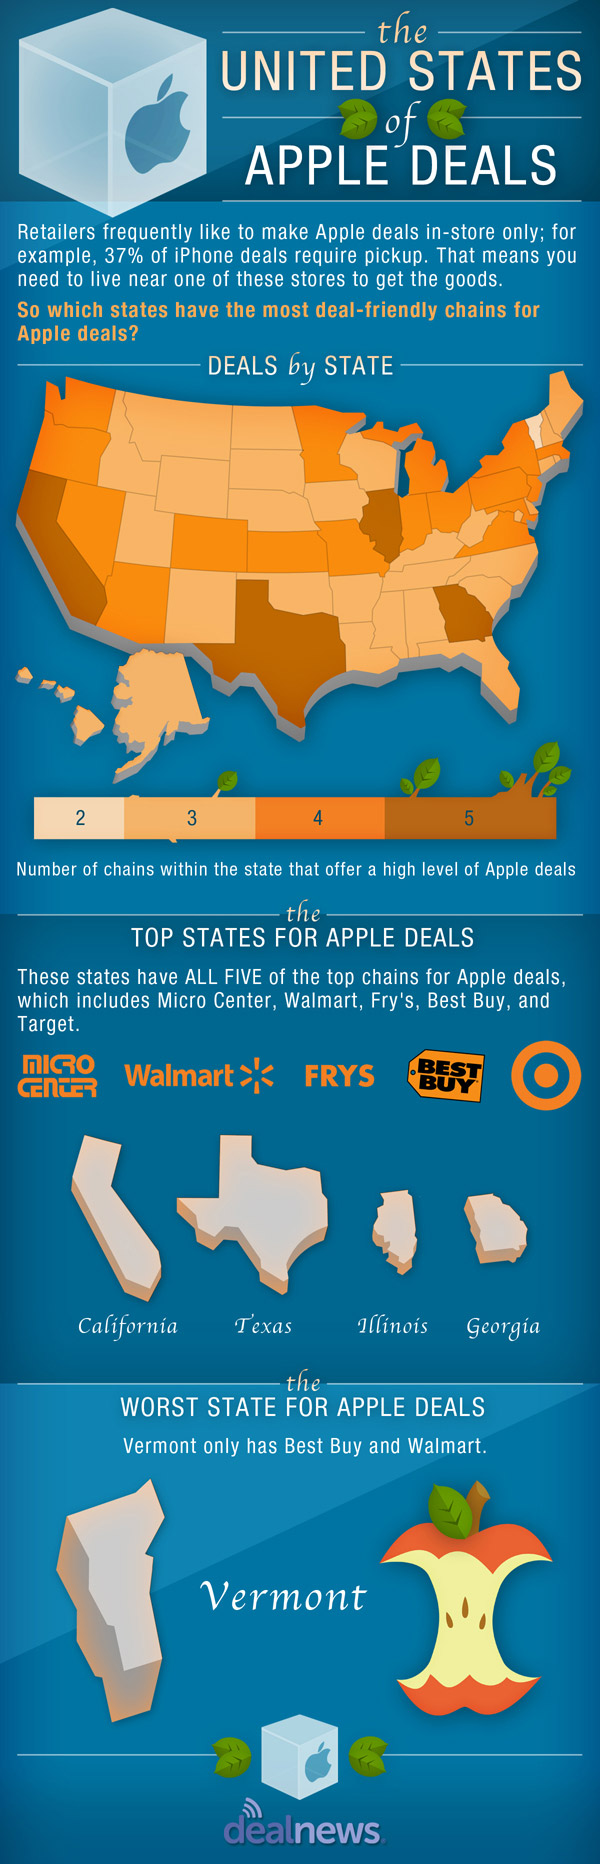 the
UNITED STATES
of
APPLE DEALS
Retailers frequently like to make Apple deals in-store only; for
example, 37% of iPhone deals require pickup. That means you
need to live near one of these stores to get the goods.
So which states have the most deal-friendly chains for
Apple deals?
DEALS by STATE
2 3 4 5
Number of chains within the state that offer a high level of Apple deals
the
TOP STATES FOR APPLE DEALS
These states have ALL FIVE of the top chains for Apple deals,
which includes Micro Center, Walmart, Fry's, Best Buy, and
Target.
MICRO
CENTER
Walmart
FRYS
BEST
BUY
California Texas Illinois Georgia
the
WORST STATE FOR APPLE DEALS
Vermont only has Best Buy and Walmart.
Vermont
dealnews